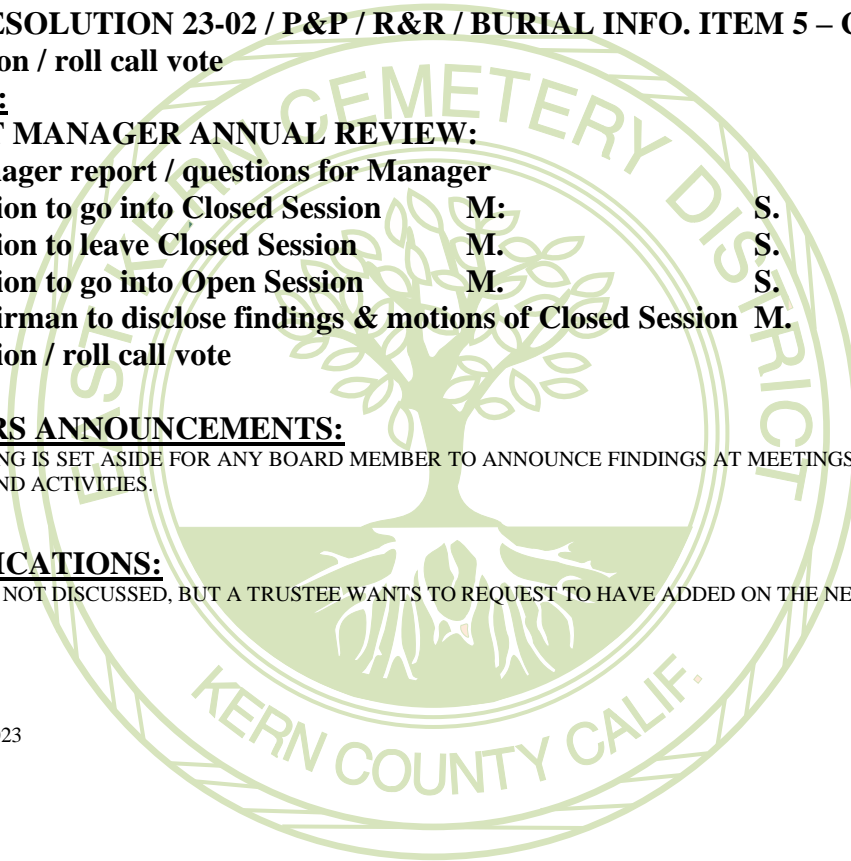 ESOLUTION 23-02 / P&P / R&R / BURIAL INFO. ITEM 5 –
on / roll call vote
:
MANAGER ANNUAL REVIEW:
ager report / questions for Manager
ion to go into Closed Session M: S.
ion to leave Closed Session M. S.
ion to go into Open Session M. S.
irman to disclose findings & motions of Closed Session M.
ion / roll call vote
RS ANNOUNCEMENTS:
NG IS SET ASIDE FOR ANY BOARD MEMBER TO ANNOUNCE FINDINGS AT MEETINGS
ND ACTIVITIES.
ICATIONS:
NOT DISCUSSED, BUT A TRUSTEE WANTS TO REQUEST TO HAVE ADDED ON THE NE
023
EAST KERN CEMETERY DISTRICT
KERN COUNTY CALIF.